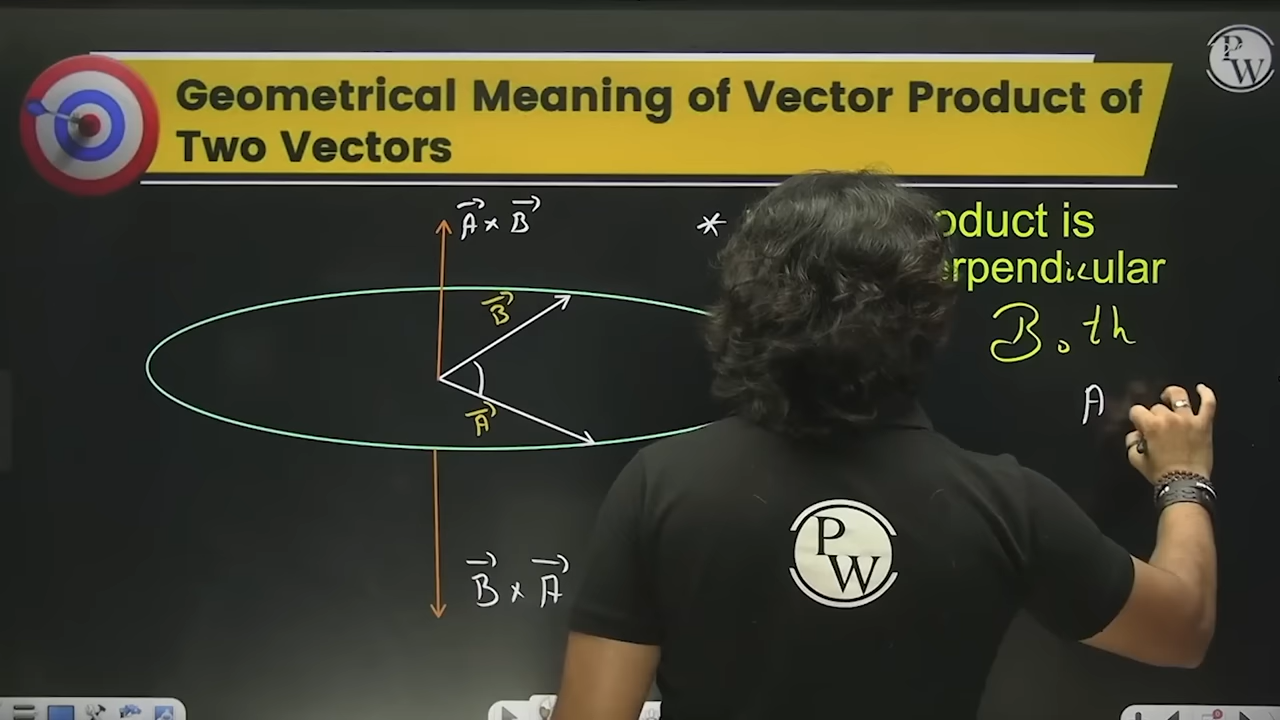 Geometrical Meaning of Vector Product of
Two Vectors
PW
A⃗ × B⃗
*
oduct is
erpendicular
B⃗
Both
A⃗
A
B⃗ × A⃗
PW